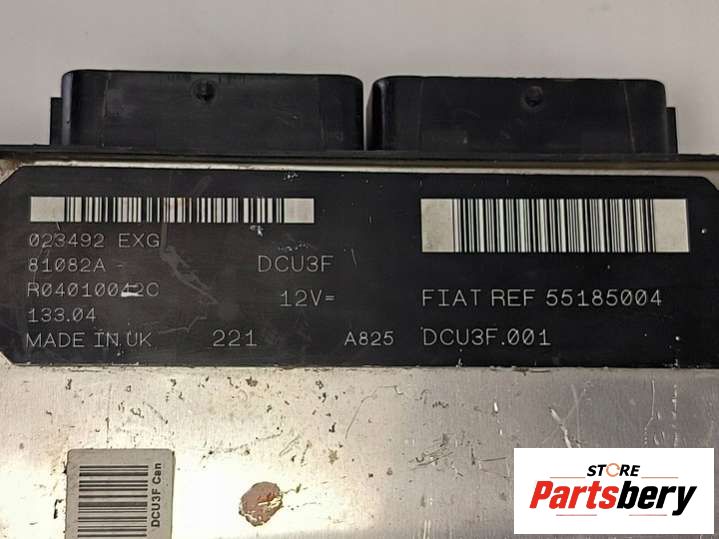 023492 EXG
81082A
DCU3F
R04010042C
12V=
FIAT REF 55185004
133.04
MADE IN UK 221 A825 DCU3F.001
DCU3F Can
STORE
Partsbery